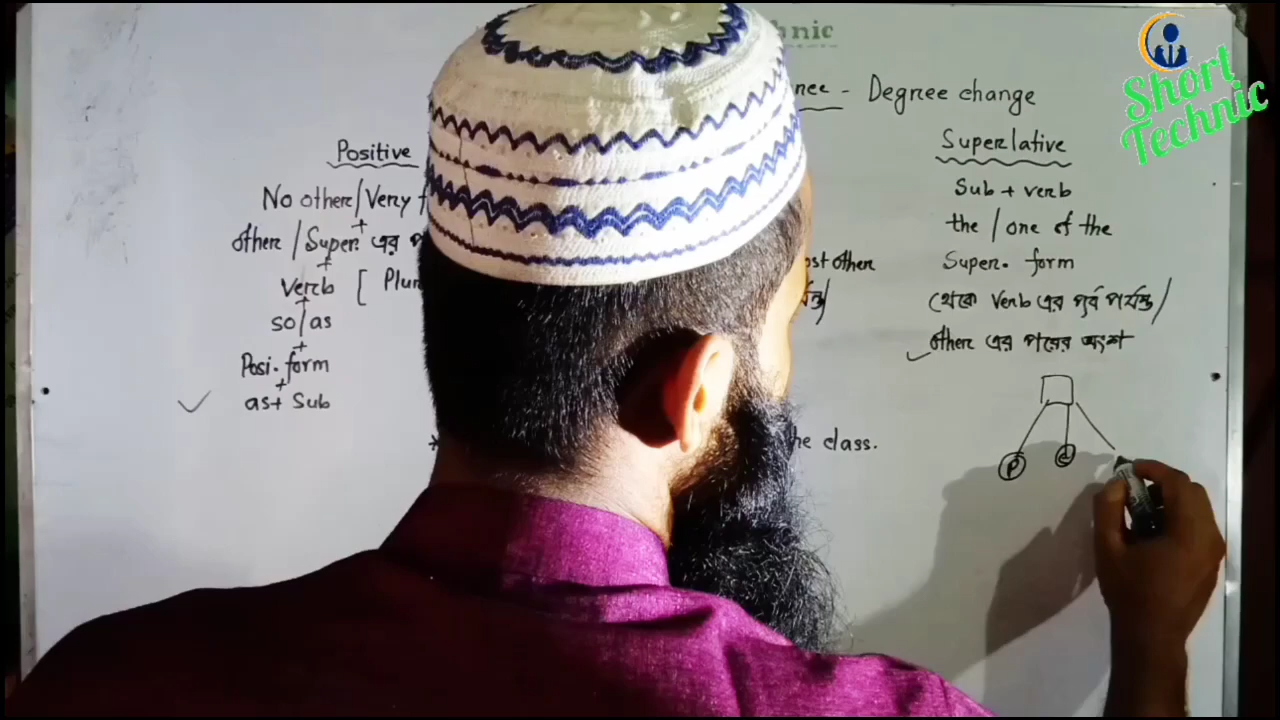 nic
Short
Technic
- Degree change
Positive
Superlative
No other/Very
Sub + verb
+
other / Super. এর
the / one of the
+
verb [
ost other
Super. form
+
থেকে Verb এর পূর্ব পর্যন্ত /
so/as
+
other এর পরের অংশ
Posi. form
+
as + Sub
he class.
P
C